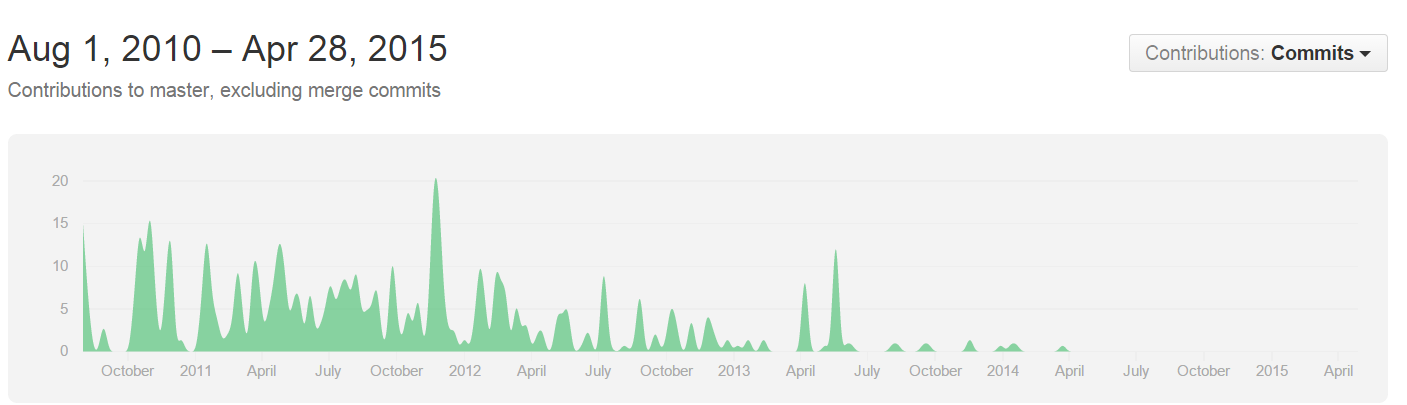 Aug 1, 2010 – Apr 28, 2015
Contributions: Commits
Contributions to master, excluding merge commits
20
15
10
5
0
October 2011 April July October 2012 April July October 2013 April July October 2014 April July October 2015 April